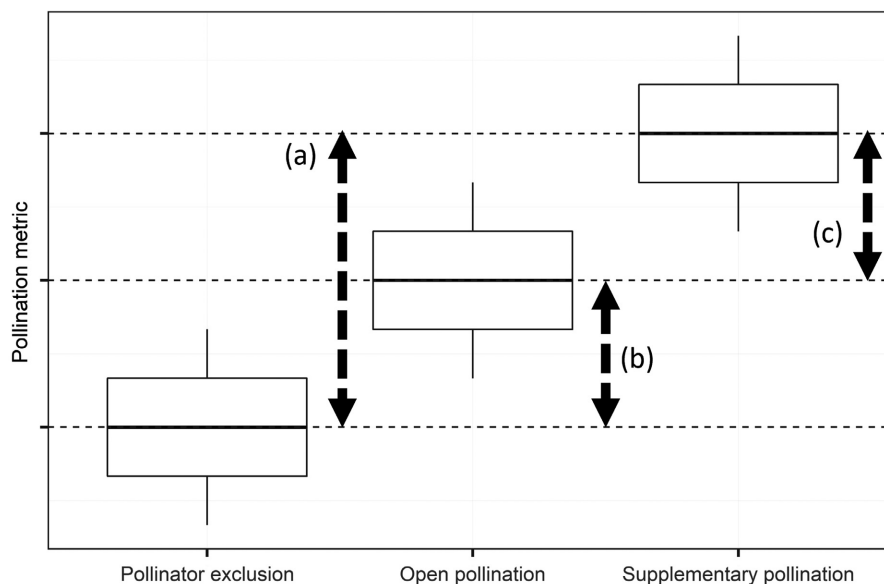 Pollination metric
(a)
(b)
(c)
Pollinator exclusion
Open pollination
Supplementary pollination